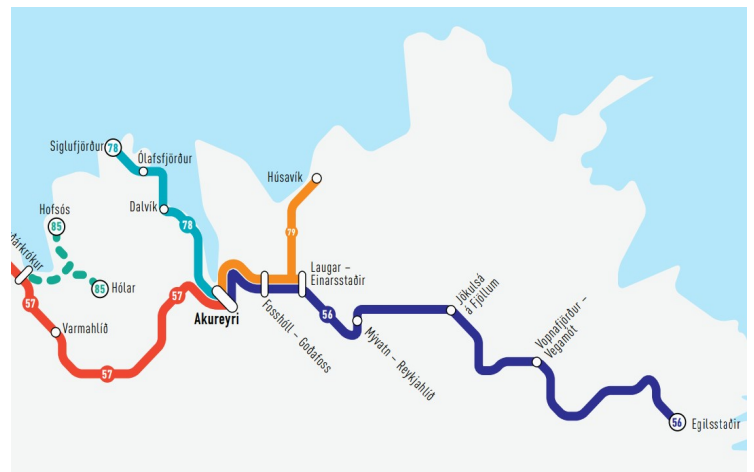 Siglufjörður
78
Ólafsfjörður
Húsavík
Hofsós
85
Dalvík
78
79
85
Hólar
57
Varmahlíð
57
Akureyri
Fosshóll – Goðafoss
Laugar –
Einarsstaðir
56
Mývatn – Reykjahlíð
Jökulsá
á Fjöllum
Vopnafjörður –
Vegamót
56
Egilsstaðir